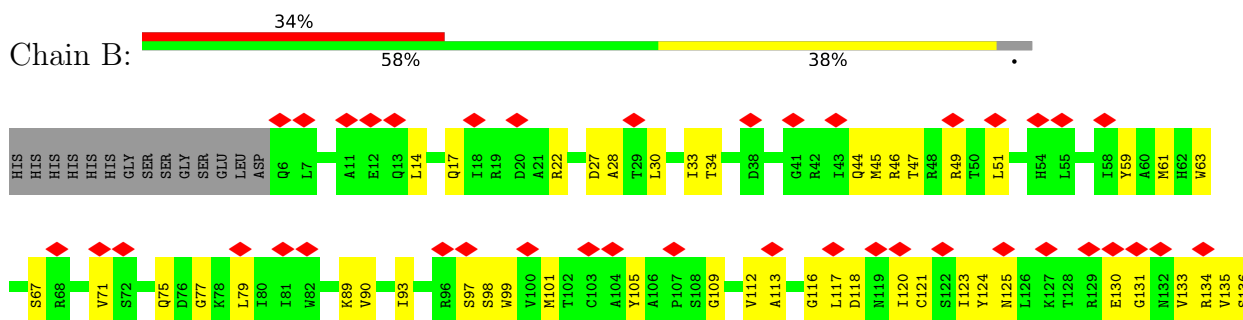 34%
Chain B:
58% 38% .
HIS HIS HIS HIS HIS HIS GLY SER SER GLY SER GLU LEU ASP Q6 L7 A11 E12 Q13 L14 Q17 I18 R19 D20 A21 R22 D27 A28 T29 L30 I33 T34 D38 G41 R42 I43 Q44 M45 R46 T47 R48 R49 T50 L51 H54 L55 I58 Y59 A60 M61 H62 W63
S67 R68 V71 S72 Q75 D76 G77 K78 L79 I80 I81 W82 K89 V90 I93 R96 S97 S98 W99 V100 M101 T102 C103 A104 Y105 A106 P107 S108 G109 V112 A113 G116 L117 D118 N119 I120 C121 S122 I123 Y124 N125 L126 K127 T128 R129 E130 G131 N132 V133 R134 V135 S136